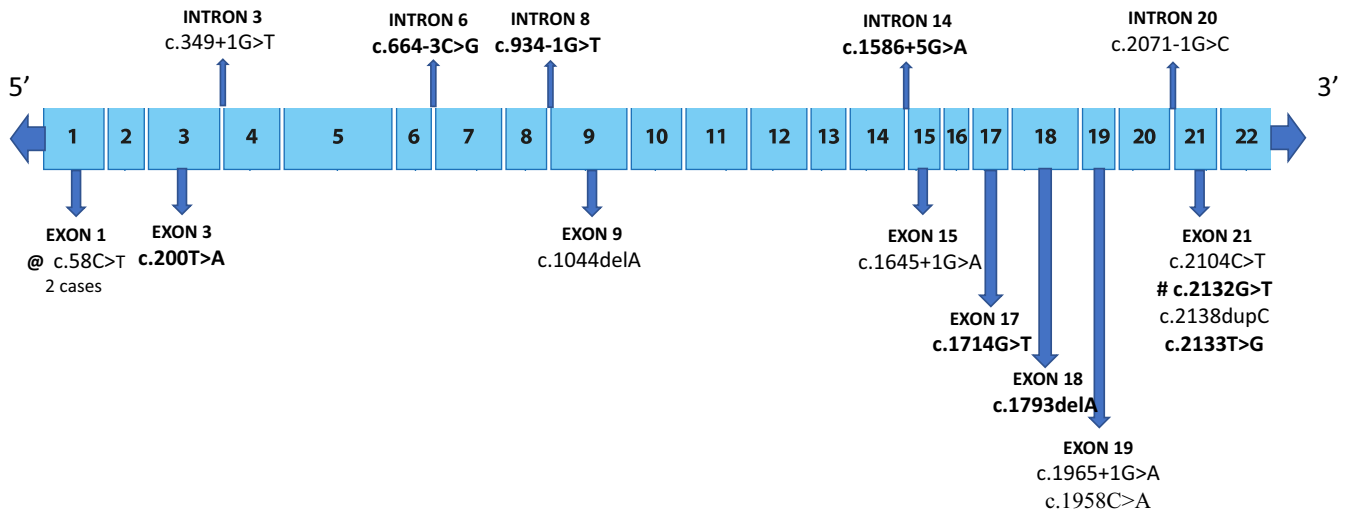 INTRON 3
c.349+1G>T
INTRON 6
c.664-3C>G
INTRON 8
c.934-1G>T
INTRON 14
c.1586+5G>A
INTRON 20
c.2071-1G>C
5’
3’
1 2 3 4 5 6 7 8 9 10 11 12 13 14 15 16 17 18 19 20 21 22
EXON 1
@ c.58C>T
2 cases
EXON 3
c.200T>A
EXON 9
c.1044delA
EXON 15
c.1645+1G>A
EXON 17
c.1714G>T
EXON 18
c.1793delA
EXON 19
c.1965+1G>A
c.1958C>A
EXON 21
c.2104C>T
# c.2132G>T
c.2138dupC
c.2133T>G